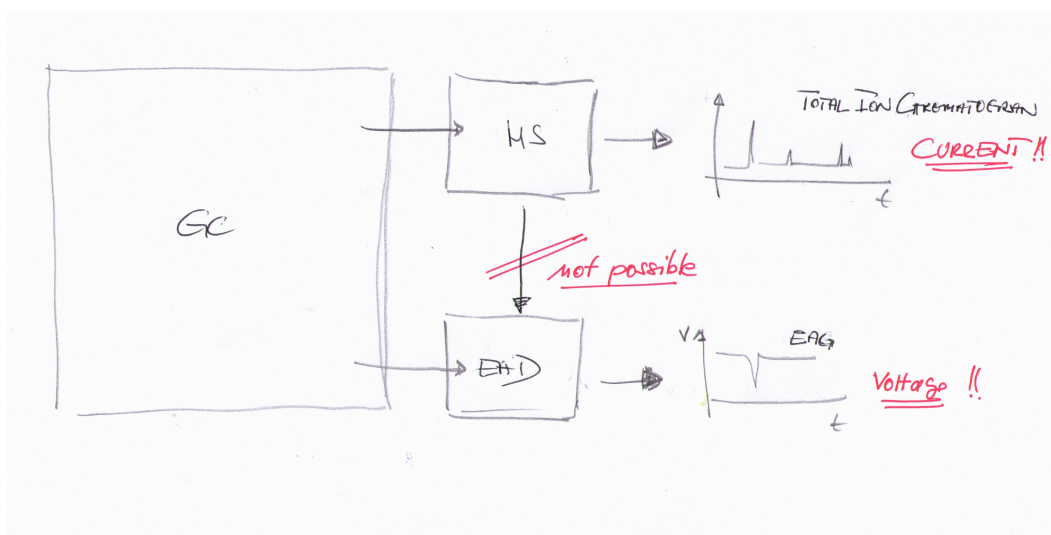 GC
MS
TOTAL ION CHROMATOGRAM
CURRENT !!
t
not possible
EAD
V
EAG
Voltage !!
t